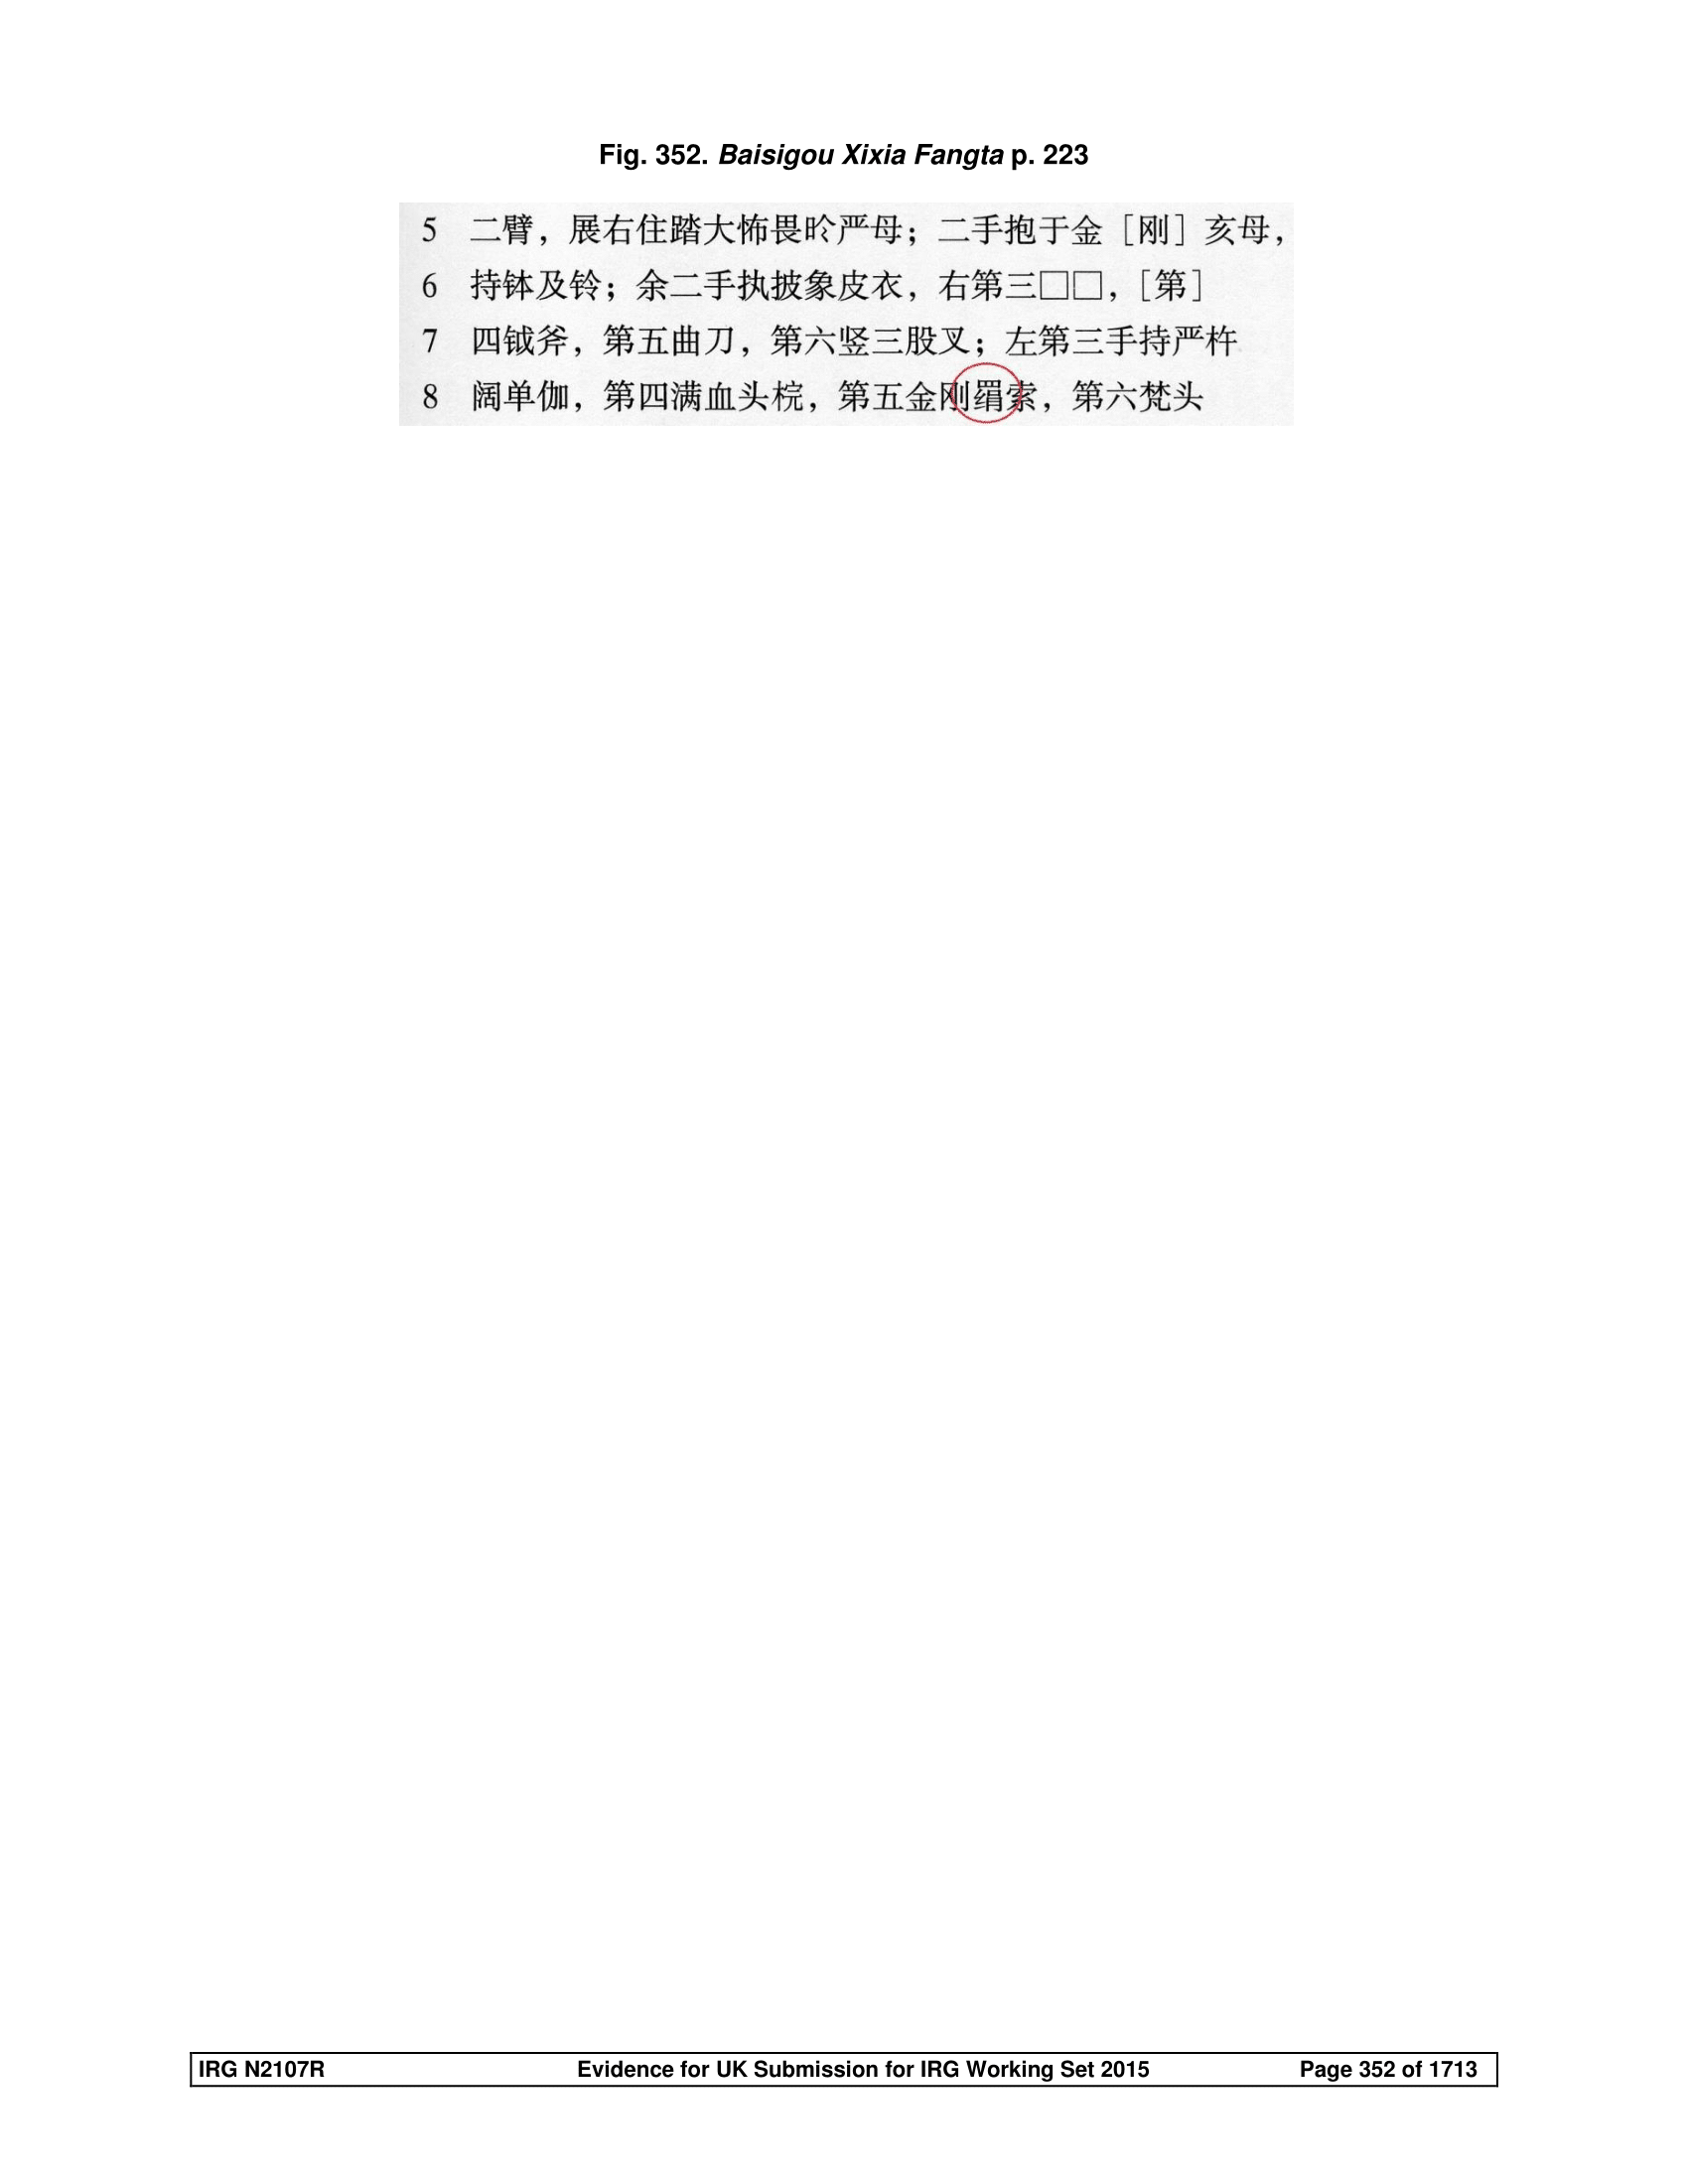 Fig. 352. Baisigou Xixia Fangta p. 223
5 二臂，展右住踏大怖畏严母；二手抱于金［刚］亥母，
6 持钵及铃；余二手执披象皮衣，右第三□□，［第］
7 四钺斧，第五曲刀，第六竖三股叉；左第三手持严杵
8 阔单伽，第四满血头梡，第五金刚索，第六梵头
IRG N2107R Evidence for UK Submission for IRG Working Set 2015 Page 352 of 1713